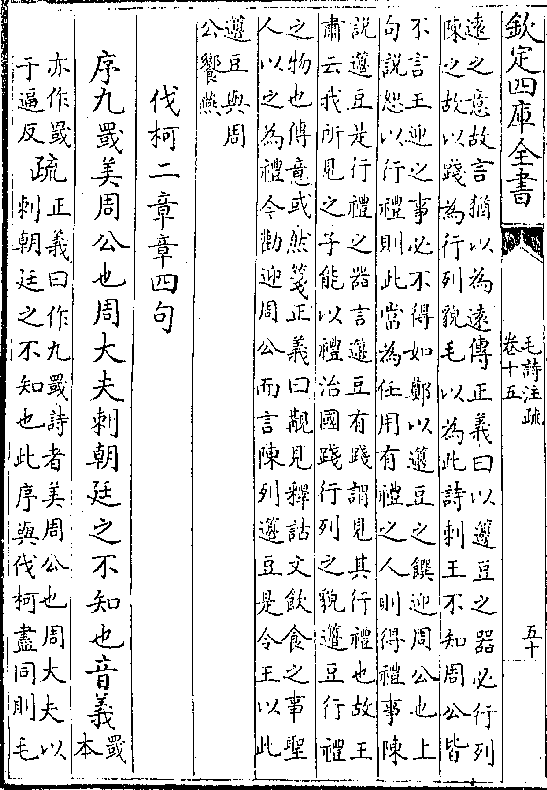 欽定四庫全書
毛詩注疏
卷十五
五十
遠之意故言猶以為遠傳正義曰以籩豆之器必行列
陳之故以踐為行列貌毛以為此詩刺王不知周公皆
不言王迎之事必不得如鄭以籩豆之饌迎周公也上
句說恕以行禮則此當為任用有禮之人則得禮事陳
說籩豆是行禮之器言籩豆有踐謂見其行禮也故王
肅云我所見之子能以禮治國踐行列之貌籩豆行禮
之物也傳意或然箋正義曰覯見釋詁文飲食之事聖
人以之為禮令勸迎周公而言陳列籩豆是令王以此
籩豆與周
公饗燕
伐柯二章章四句
序九罭美周公也周大夫刺朝廷之不知也音義罭
本
亦作罭
于逼反
疏
正義曰作九罭詩者美周公也周大夫以
刺朝廷之不知也此序與伐柯盡同則毛